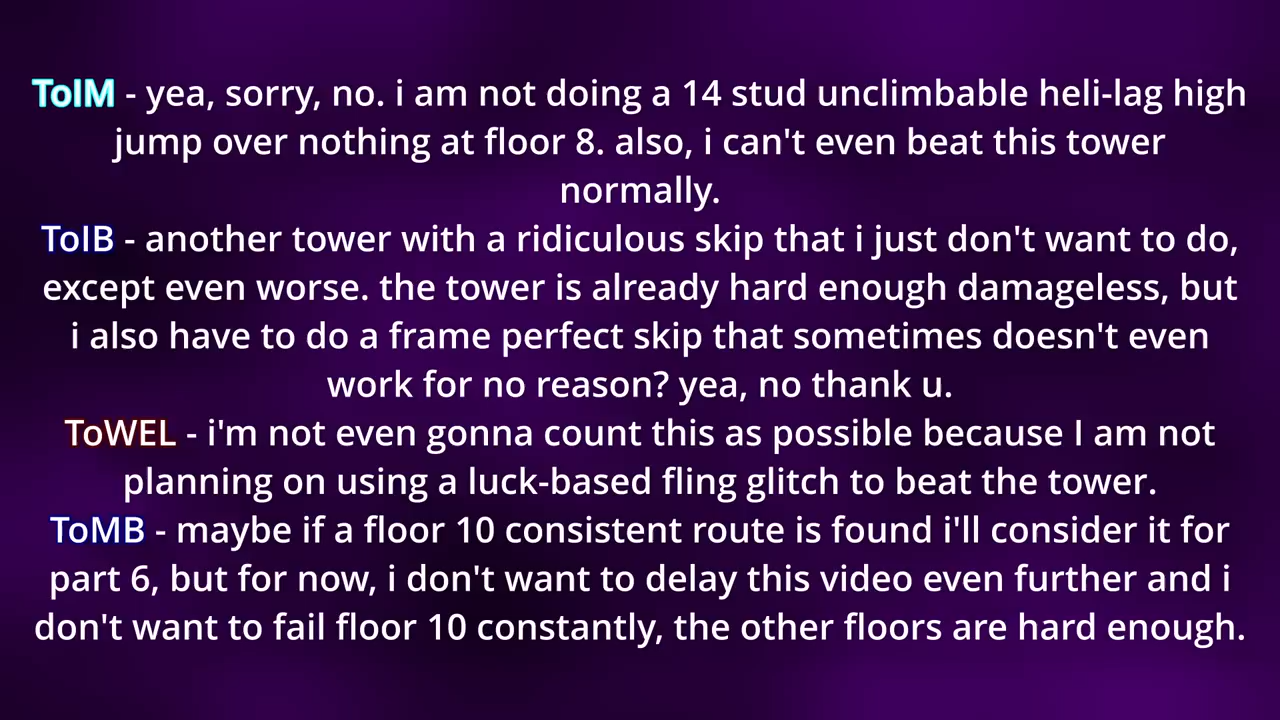 ToIM - yea, sorry, no. i am not doing a 14 stud unclimbable heli-lag high
jump over nothing at floor 8. also, i can't even beat this tower
normally.
ToIB - another tower with a ridiculous skip that i just don't want to do,
except even worse. the tower is already hard enough damageless, but
i also have to do a frame perfect skip that sometimes doesn't even
work for no reason? yea, no thank u.
ToWEL - i'm not even gonna count this as possible because I am not
planning on using a luck-based fling glitch to beat the tower.
ToMB - maybe if a floor 10 consistent route is found i'll consider it for
part 6, but for now, i don't want to delay this video even further and i
don't want to fail floor 10 constantly, the other floors are hard enough.